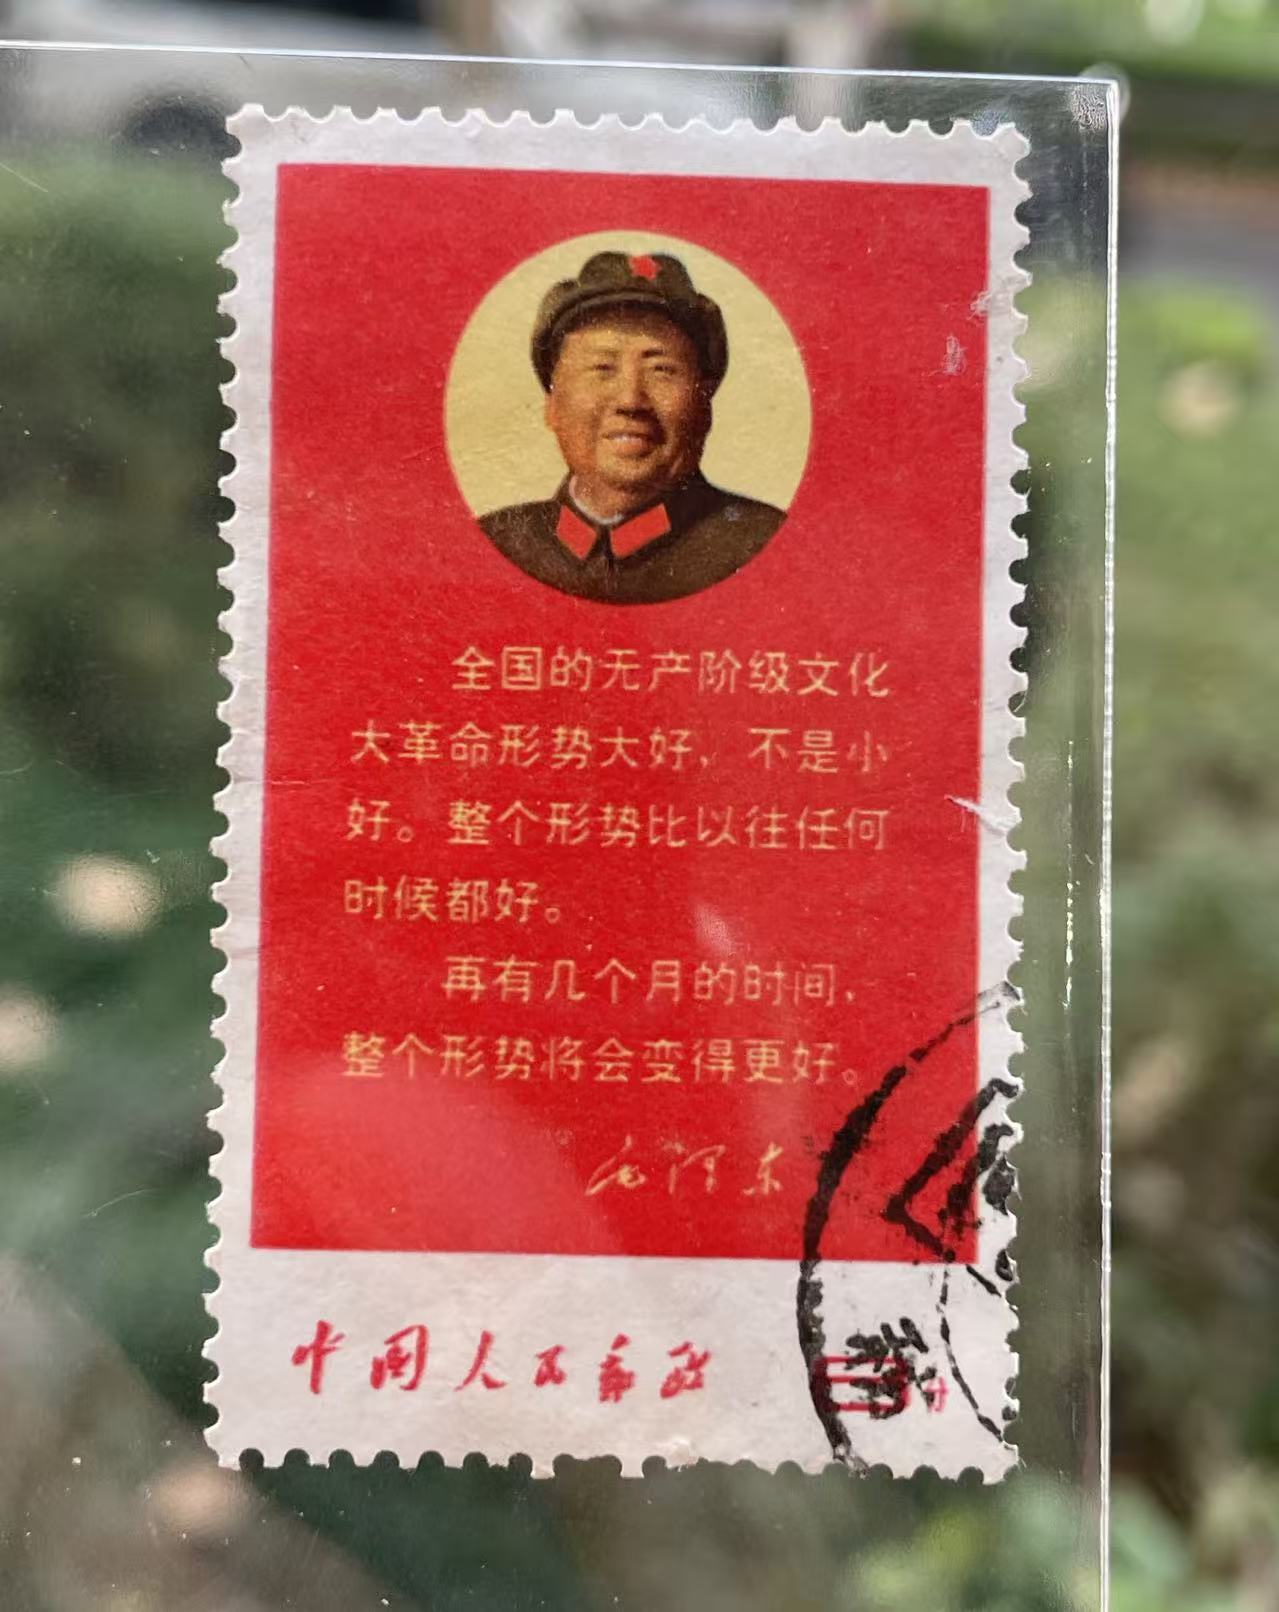 全国的无产阶级文化
大革命形势大好，不是小
好。整个形势比以往任何
时候都好。
再有几个月的时间，
整个形势将会变得更好。
毛泽东
中国人民邮政
分